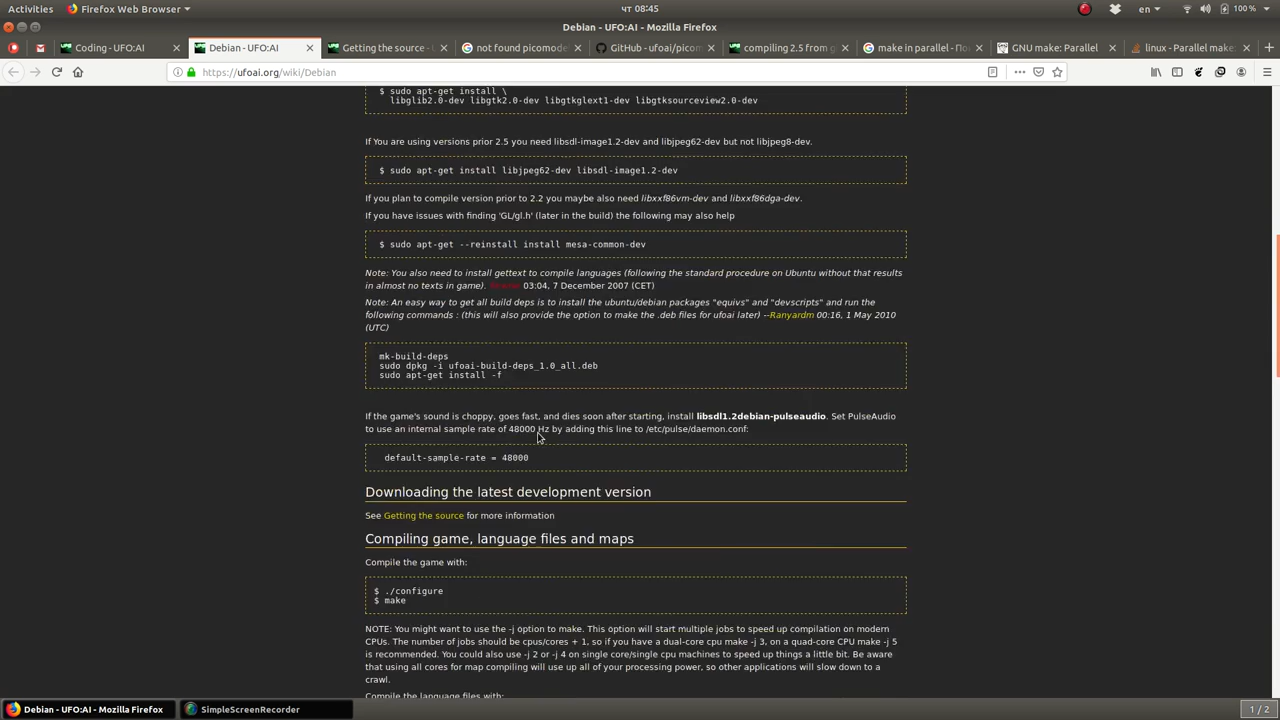 Activities Firefox Web Browser чт 08:45 en 100 %
Debian - UFO:AI - Mozilla Firefox
Coding - UFO:AI Debian - UFO:AI Getting the source - UF not found picomodel GitHub - ufoai/picom compiling 2.5 from g make in parallel - По GNU make: Parallel linux - Parallel make:
https://ufoai.org/wiki/Debian
$ sudo apt-get install \
libglib2.0-dev libgtk2.0-dev libgtkglext1-dev libgtksourceview2.0-dev
If You are using versions prior 2.5 you need libsdl-image1.2-dev and libjpeg62-dev but not libjpeg8-dev.
$ sudo apt-get install libjpeg62-dev libsdl-image1.2-dev
If you plan to compile version prior to 2.2 you maybe also need libxxf86vm-dev and libxxf86dga-dev.
If you have issues with finding 'GL/gl.h' (later in the build) the following may also help
$ sudo apt-get --reinstall install mesa-common-dev
Note: You also need to install gettext to compile languages (following the standard procedure on Ubuntu without that results
in almost no texts in game). 03:04, 7 December 2007 (CET)
Note: An easy way to get all build deps is to install the ubuntu/debian packages "equivs" and "devscripts" and run the
following commands : (this will also provide the option to make the .deb files for ufoai later) --Ranyardm 00:16, 1 May 2010
(UTC)
mk-build-deps
sudo dpkg -i ufoai-build-deps_1.0_all.deb
sudo apt-get install -f
If the game's sound is choppy, goes fast, and dies soon after starting, install libsdl1.2debian-pulseaudio. Set PulseAudio
to use an internal sample rate of 48000 Hz by adding this line to /etc/pulse/daemon.conf:
default-sample-rate = 48000
Downloading the latest development version
See Getting the source for more information
Compiling game, language files and maps
Compile the game with:
$ ./configure
$ make
NOTE: You might want to use the -j option to make. This option will start multiple jobs to speed up compilation on modern
CPUs. The number of jobs should be cpus/cores + 1, so if you have a dual-core cpu make -j 3, on a quad-core CPU make -j 5
is recommended. You could also use -j 2 or -j 4 on single core/single cpu machines to speed up things a little bit. Be aware
that using all cores for map compiling will use up all of your processing power, so other applications will slow down to a
crawl.
Compile the language files with:
Debian - UFO:AI - Mozilla Firefox SimpleScreenRecorder 1 / 2